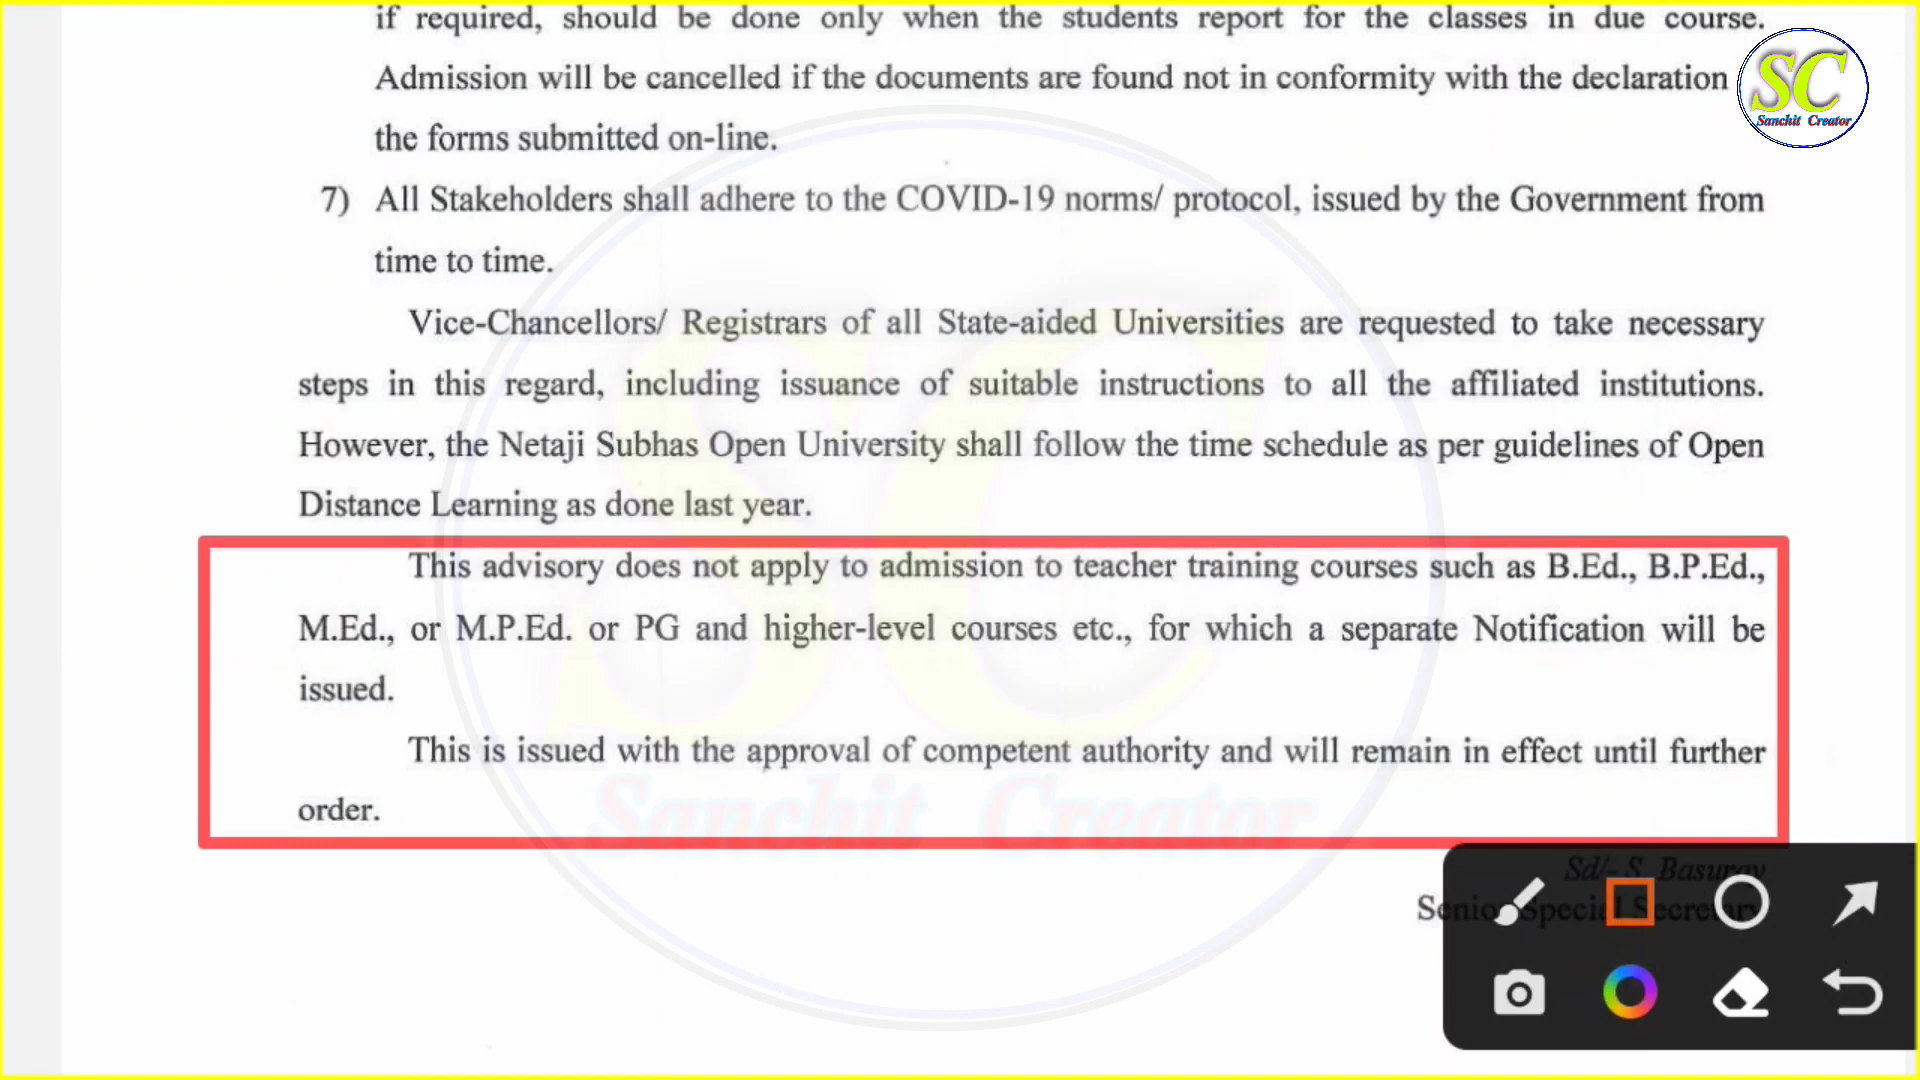 if required, should be done only when the students report for the classes in due course.
Admission will be cancelled if the documents are found not in conformity with the declaration
the forms submitted on-line.
SC
Sanchit Creator
7) All Stakeholders shall adhere to the COVID-19 norms/ protocol, issued by the Government from
time to time.
Vice-Chancellors/ Registrars of all State-aided Universities are requested to take necessary
steps in this regard, including issuance of suitable instructions to all the affiliated institutions.
However, the Netaji Subhas Open University shall follow the time schedule as per guidelines of Open
Distance Learning as done last year.
This advisory does not apply to admission to teacher training courses such as B.Ed., B.P.Ed.,
M.Ed., or M.P.Ed. or PG and higher-level courses etc., for which a separate Notification will be
issued.
This is issued with the approval of competent authority and will remain in effect until further
order.
SC
Sanchit Creator
Sd/- S. Basuray
Senior Special Secretary